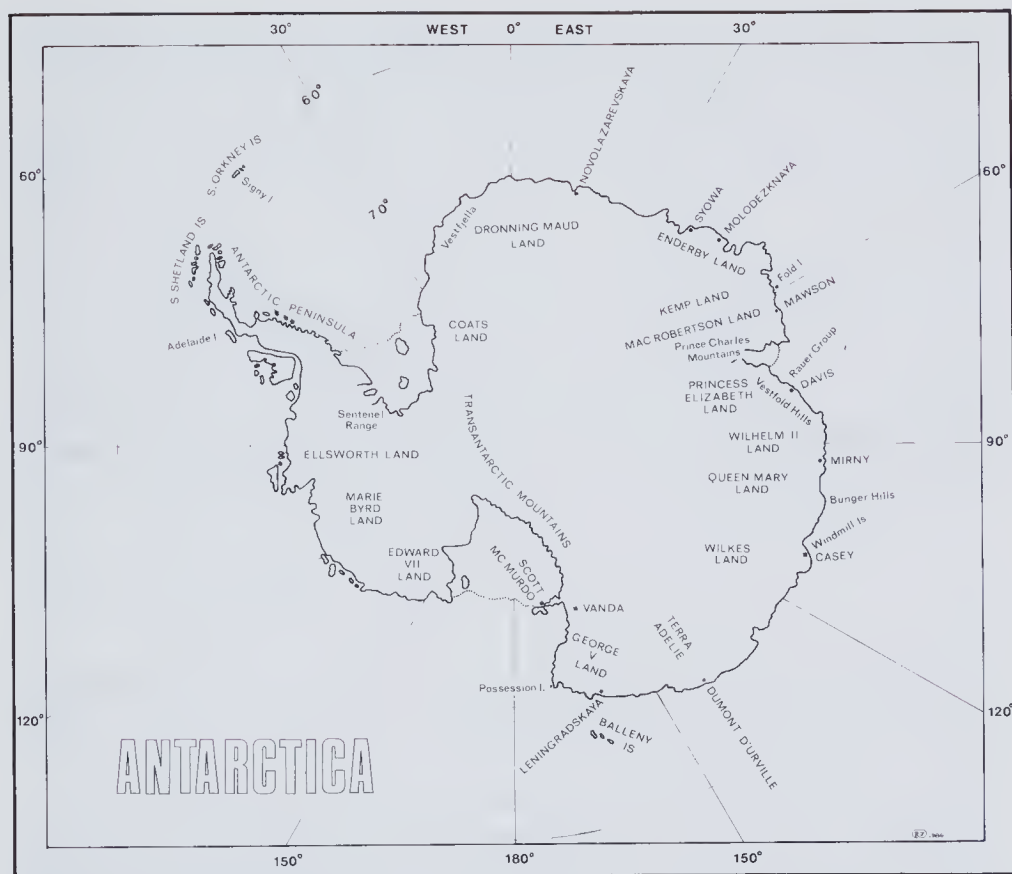 30°
WEST 0° EAST
30°
60°
60°
60°
70°
S. ORKNEY IS
Signy I
S SHETLAND IS
ANTARCTIC PENINSULA
Adelaide I
NOVOLAZAREVSKAYA
Vestfjella
DRONNING MAUD
LAND
SYOWA
MOLODEZKNAYA
ENDERBY LAND
Fold I
MAWSON
KEMP LAND
MAC ROBERTSON LAND
Prince Charles
Mountains
COATS
LAND
Rauer Group
DAVIS
Vestfold Hills
PRINCESS
ELIZABETH
LAND
Sentenel
Range
TRANSANTARCTIC MOUNTAINS
90°
90°
ELLSWORTH LAND
WILHELM II
LAND
MIRNY
QUEEN MARY
LAND
MARIE
BYRD
LAND
Bunger Hills
Windmill Is
CASEY
WILKES
LAND
EDWARD
VII
LAND
SCOTT
MC MURDO
VANDA
TERRA
ADELIE
GEORGE
V
LAND
Possession I.
LENINGRADSKAYA
BALLENY
IS
DUMONT D'URVILLE
120°
120°
ANTARCTICA
150°
180°
150°